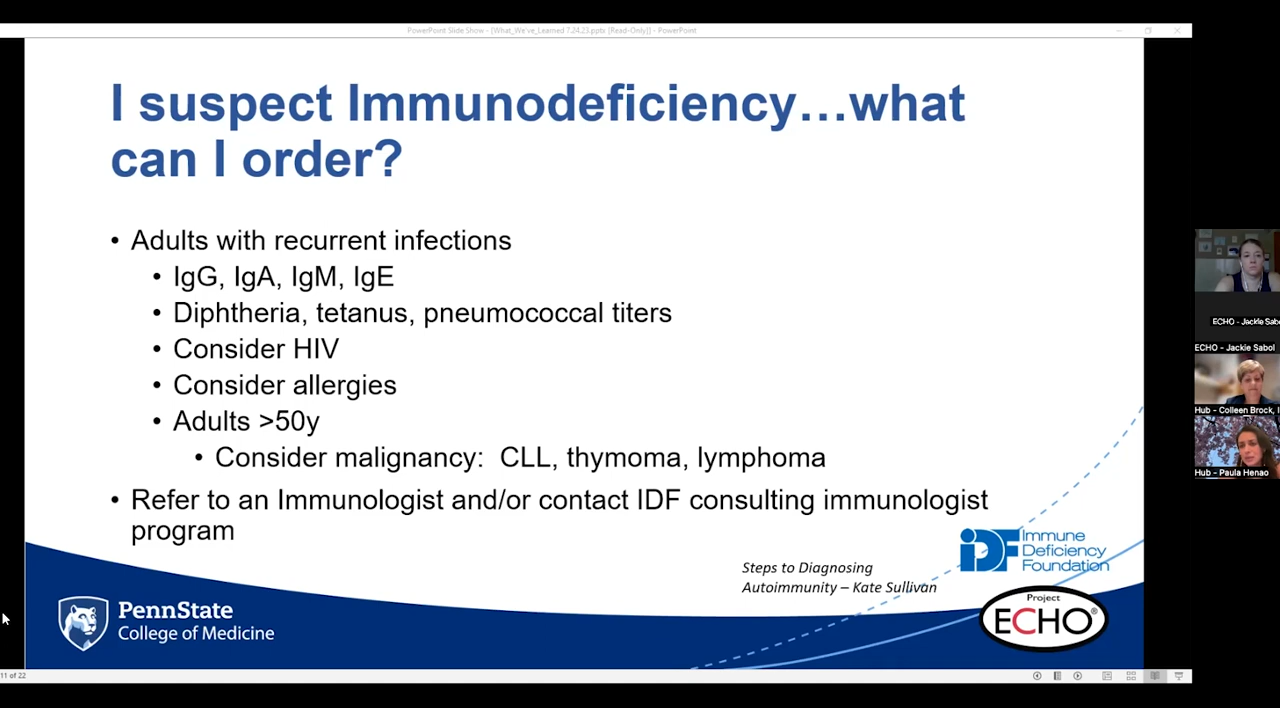 PowerPoint Slide Show - [What_We've_Learned 7.24.23.pptx [Read-Only]] - PowerPoint
I suspect Immunodeficiency…what
can I order?
• Adults with recurrent infections
• IgG, IgA, IgM, IgE
• Diphtheria, tetanus, pneumococcal titers
• Consider HIV
• Consider allergies
• Adults >50y
• Consider malignancy: CLL, thymoma, lymphoma
• Refer to an Immunologist and/or contact IDF consulting immunologist
program
Steps to Diagnosing
Autoimmunity – Kate Sullivan
iDF Immune
Deficiency
Foundation
PennState
College of Medicine
Project
ECHO®
11 of 22
ECHO - Jackie Sabo
ECHO - Jackie Sabol
Hub - Colleen Brock, I
Hub - Paula Henao